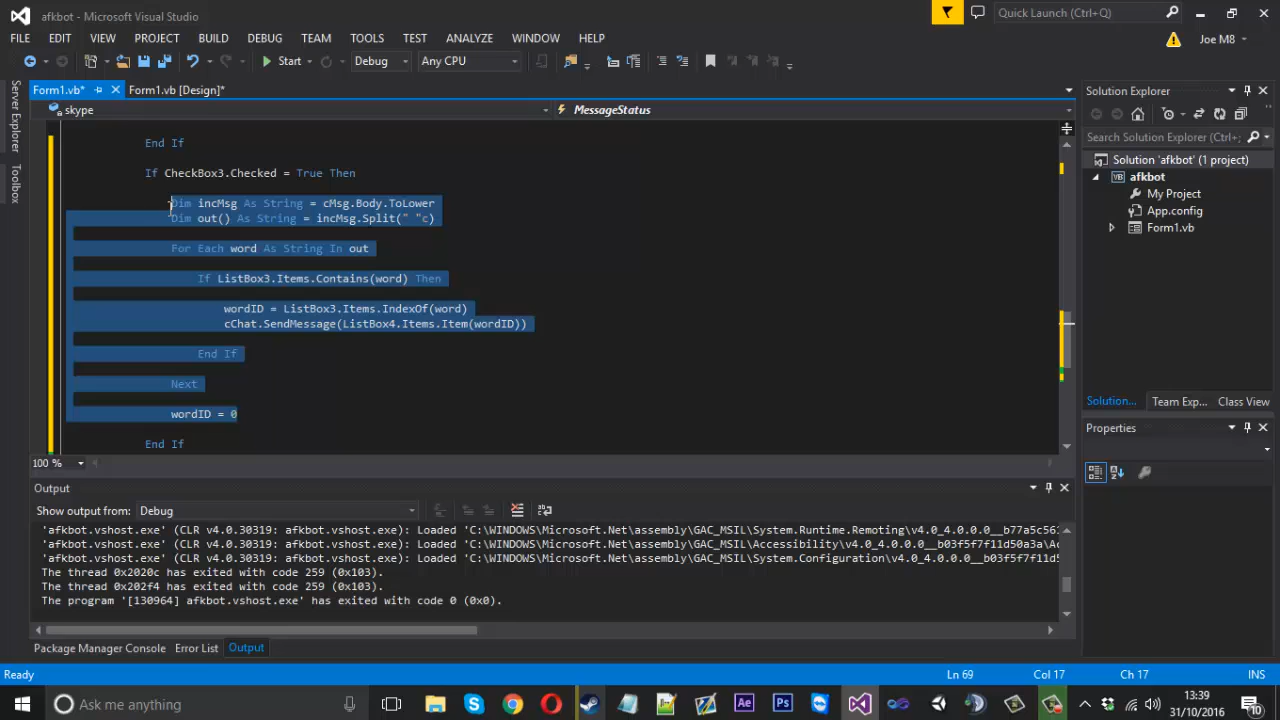 afkbot - Microsoft Visual Studio
Quick Launch (Ctrl+Q)
FILE EDIT VIEW PROJECT BUILD DEBUG TEAM TOOLS TEST ANALYZE WINDOW HELP
Joe M8
Start Debug Any CPU
Form1.vb* Form1.vb [Design]*
skype MessageStatus
End If
If CheckBox3.Checked = True Then
Dim incMsg As String = cMsg.Body.ToLower
Dim out() As String = incMsg.Split(" "c)
For Each word As String In out
If ListBox3.Items.Contains(word) Then
wordID = ListBox3.Items.IndexOf(word)
cChat.SendMessage(ListBox4.Items.Item(wordID))
End If
Next
wordID = 0
End If
100 %
Server Explorer
Toolbox
Solution Explorer
Search Solution Explorer (Ctrl+;
Solution 'afkbot' (1 project)
afkbot
My Project
App.config
Form1.vb
Solution... Team Exp... Class View
Properties
Output
Show output from: Debug
'afkbot.vshost.exe' (CLR v4.0.30319: afkbot.vshost.exe): Loaded 'C:\WINDOWS\Microsoft.Net\assembly\GAC_MSIL\System.Runtime.Remoting\v4.0_4.0.0.0__b77a5c56
'afkbot.vshost.exe' (CLR v4.0.30319: afkbot.vshost.exe): Loaded 'C:\WINDOWS\Microsoft.Net\assembly\GAC_MSIL\Accessibility\v4.0_4.0.0.0__b03f5f7f11d50a3a\Ac
'afkbot.vshost.exe' (CLR v4.0.30319: afkbot.vshost.exe): Loaded 'C:\WINDOWS\Microsoft.Net\assembly\GAC_MSIL\System.Configuration\v4.0_4.0.0.0__b03f5f7f11d5
The thread 0x2020c has exited with code 259 (0x103).
The thread 0x202f4 has exited with code 259 (0x103).
The program '[130964] afkbot.vshost.exe' has exited with code 0 (0x0).
Package Manager Console Error List Output
Ready Ln 69 Col 17 Ch 17 INS
Ask me anything
13:39
31/10/2016